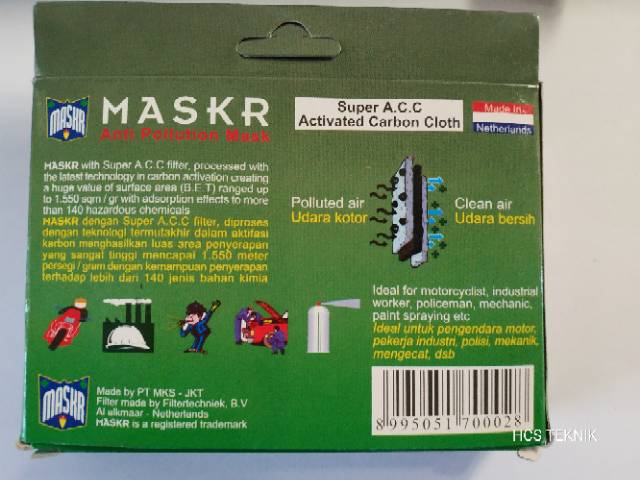 MASKR
MASKR
Anti Pollution Mask
Super A.C.C
Activated Carbon Cloth
Made In
Netherlands
MASKR with Super A.C.C filter, processed with
the latest technology in carbon activation creating
a huge value of surface area (B.E.T) ranged up
to 1.550 sqm / gr with adsorption effects to more
than 140 hazardous chemicals
MASKR dengan Super A.C.C filter, diproses
dengan teknologi termutakhir dalam aktifasi
karbon menghasilkan luas area penyerapan
yang sangat tinggi mencapai 1.550 meter
persegi / gram dengan kemampuan penyerapan
terhadap lebih dari 140 jenis bahan kimia
Polluted air
Udara kotor
Clean air
Udara bersih
Ideal for motorcyclist, industrial
worker, policeman, mechanic,
paint spraying etc
Ideal untuk pengendara motor,
pekerja industri, polisi, mekanik,
mengecat, dsb
MASKR
Made by PT MKS - JKT
Filter made by Filtertechniek, B.V
Al elkmaar - Netherlands
MASKR is a registered trademark
8995051700028
HCS TEKNIK